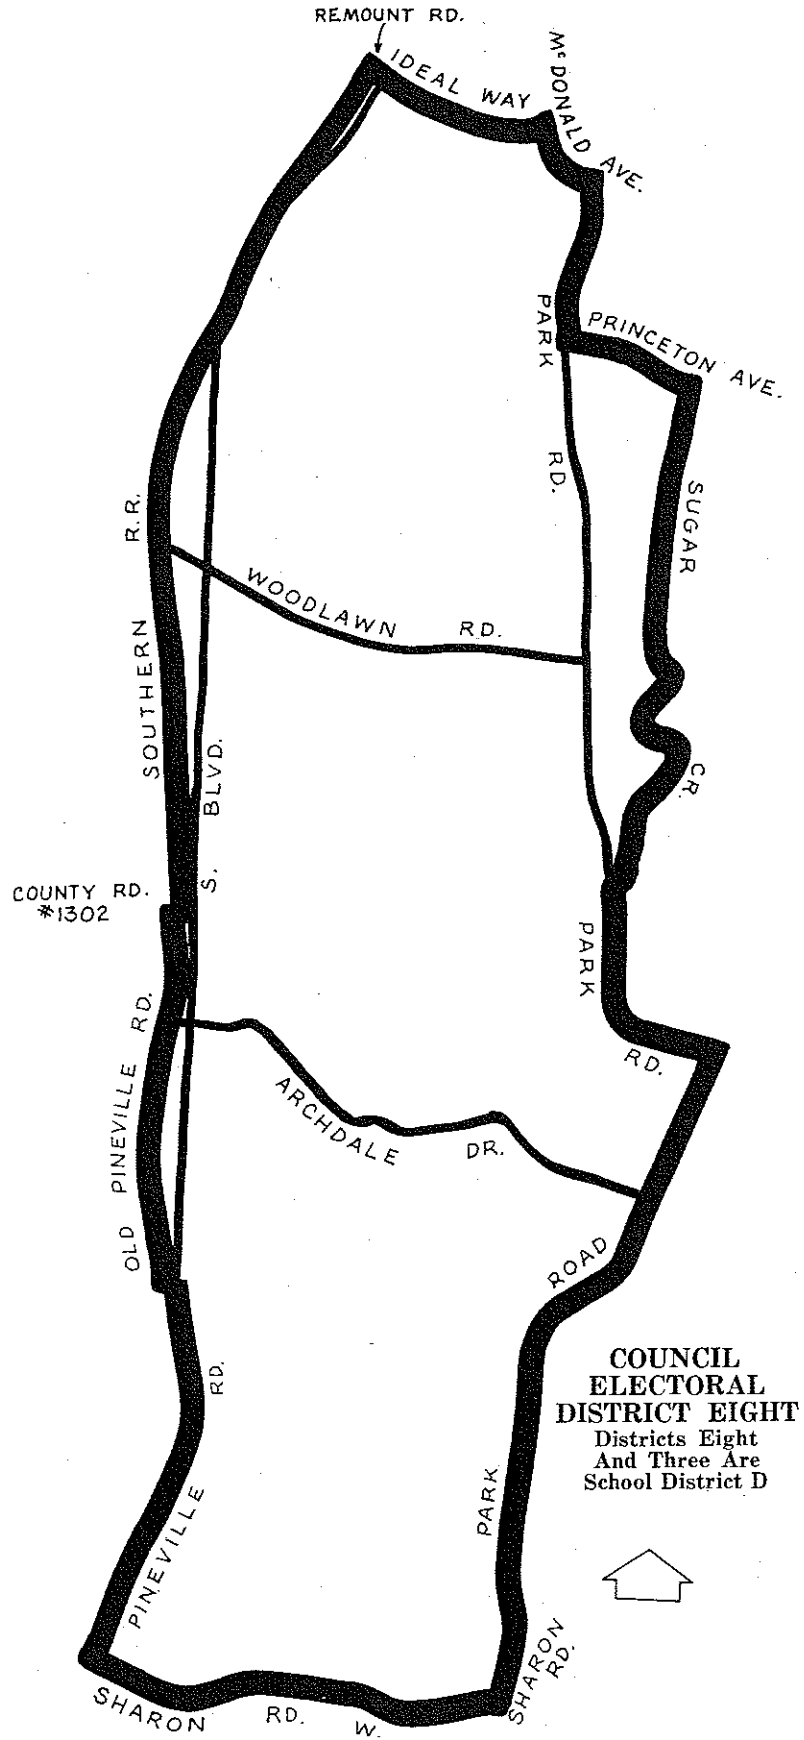 REMOUNT RD.
IDEAL WAY
McDONALD AVE.
PARK RD.
PRINCETON AVE.
SUGAR CR.
SOUTHERN R.R.
WOODLAWN RD.
S. BLVD.
COUNTY RD.
#1302
PARK RD.
OLD PINEVILLE RD.
ARCHDALE DR.
PARK ROAD
PINEVILLE RD.
SHARON RD.
SHARON RD. W.
COUNCIL
ELECTORAL
DISTRICT EIGHT
Districts Eight
And Three Are
School District D